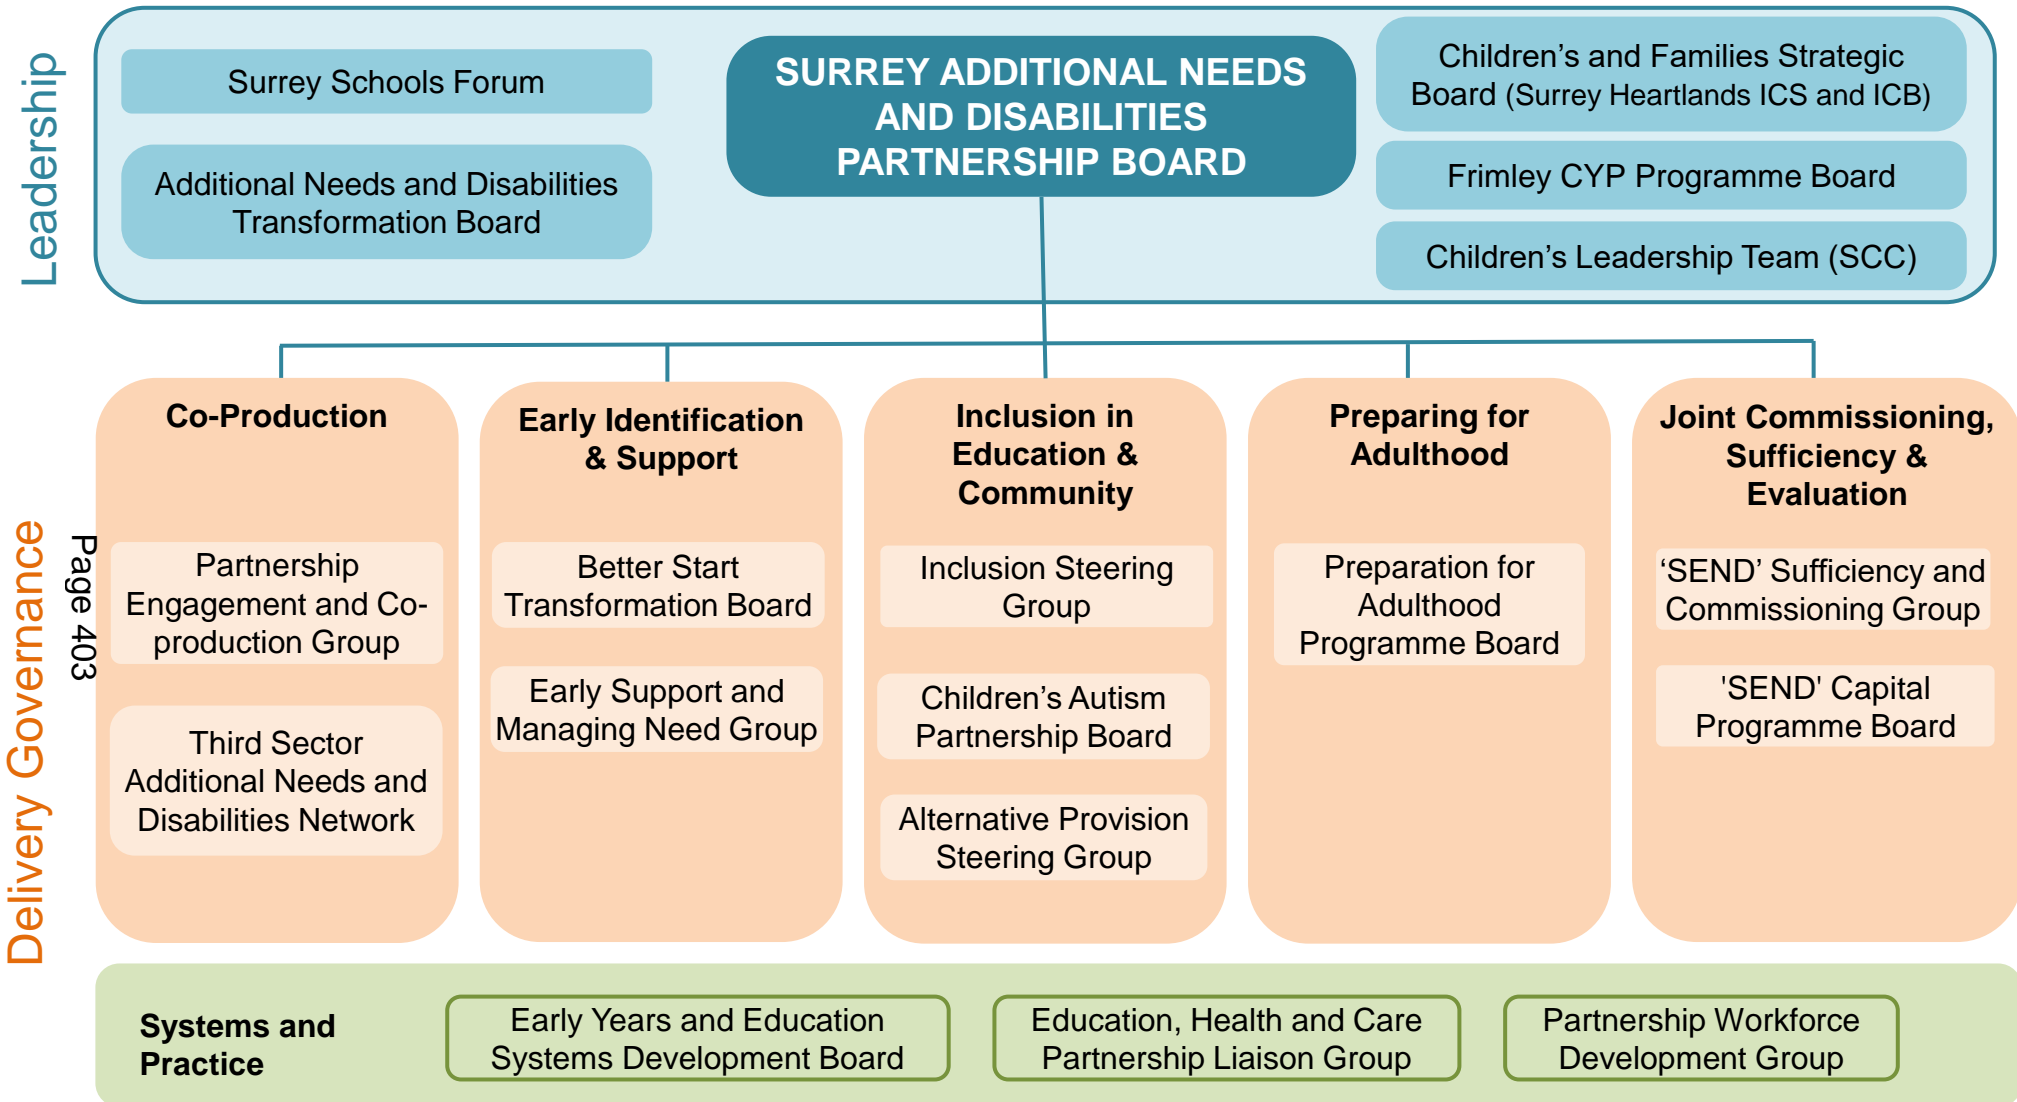 Leadership
Surrey Schools Forum
Additional Needs and Disabilities
Transformation Board
SURREY ADDITIONAL NEEDS
AND DISABILITIES
PARTNERSHIP BOARD
Children's and Families Strategic
Board (Surrey Heartlands ICS and ICB)
Frimley CYP Programme Board
Children's Leadership Team (SCC)
Delivery Governance
Page 403
Co-Production
Partnership
Engagement and Co-
production Group
Third Sector
Additional Needs and
Disabilities Network
Early Identification
& Support
Better Start
Transformation Board
Early Support and
Managing Need Group
Inclusion in
Education &
Community
Inclusion Steering
Group
Children's Autism
Partnership Board
Alternative Provision
Steering Group
Preparing for
Adulthood
Preparation for
Adulthood
Programme Board
Joint Commissioning,
Sufficiency &
Evaluation
‘SEND’ Sufficiency and
Commissioning Group
'SEND' Capital
Programme Board
Systems and
Practice
Early Years and Education
Systems Development Board
Education, Health and Care
Partnership Liaison Group
Partnership Workforce
Development Group